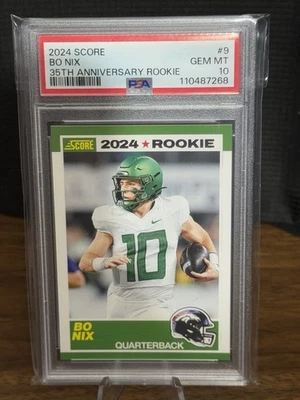 2024 SCORE #9
BO NIX GEM MT
35TH ANNIVERSARY ROOKIE 10
PSA 110487268
SCORE 2024 ★ ROOKIE
10
BO
NIX
QUARTERBACK